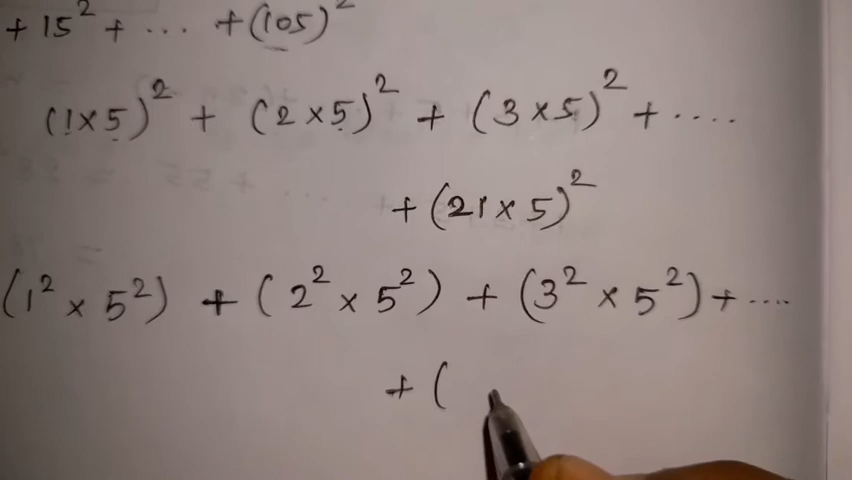 + 15² + ... + (105)²
(1×5)² + (2×5)² + (3×5)² + ....
+ (21×5)²
(1² × 5²) + (2² × 5²) + (3² × 5²) + ....
+ (